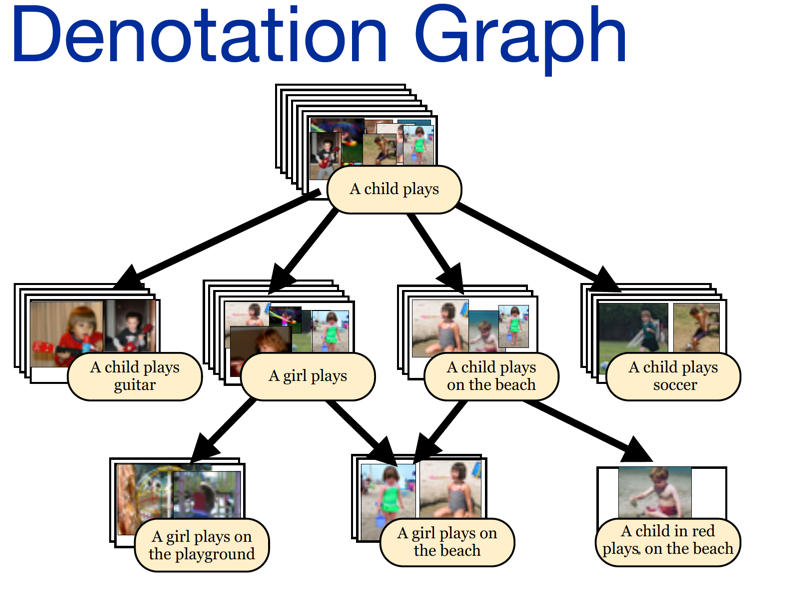 Denotation Graph
A child plays
A child plays
guitar
A girl plays
A child plays
on the beach
A child plays
soccer
A girl plays on
the playground
A girl plays on
the beach
A child in red
plays, on the beach